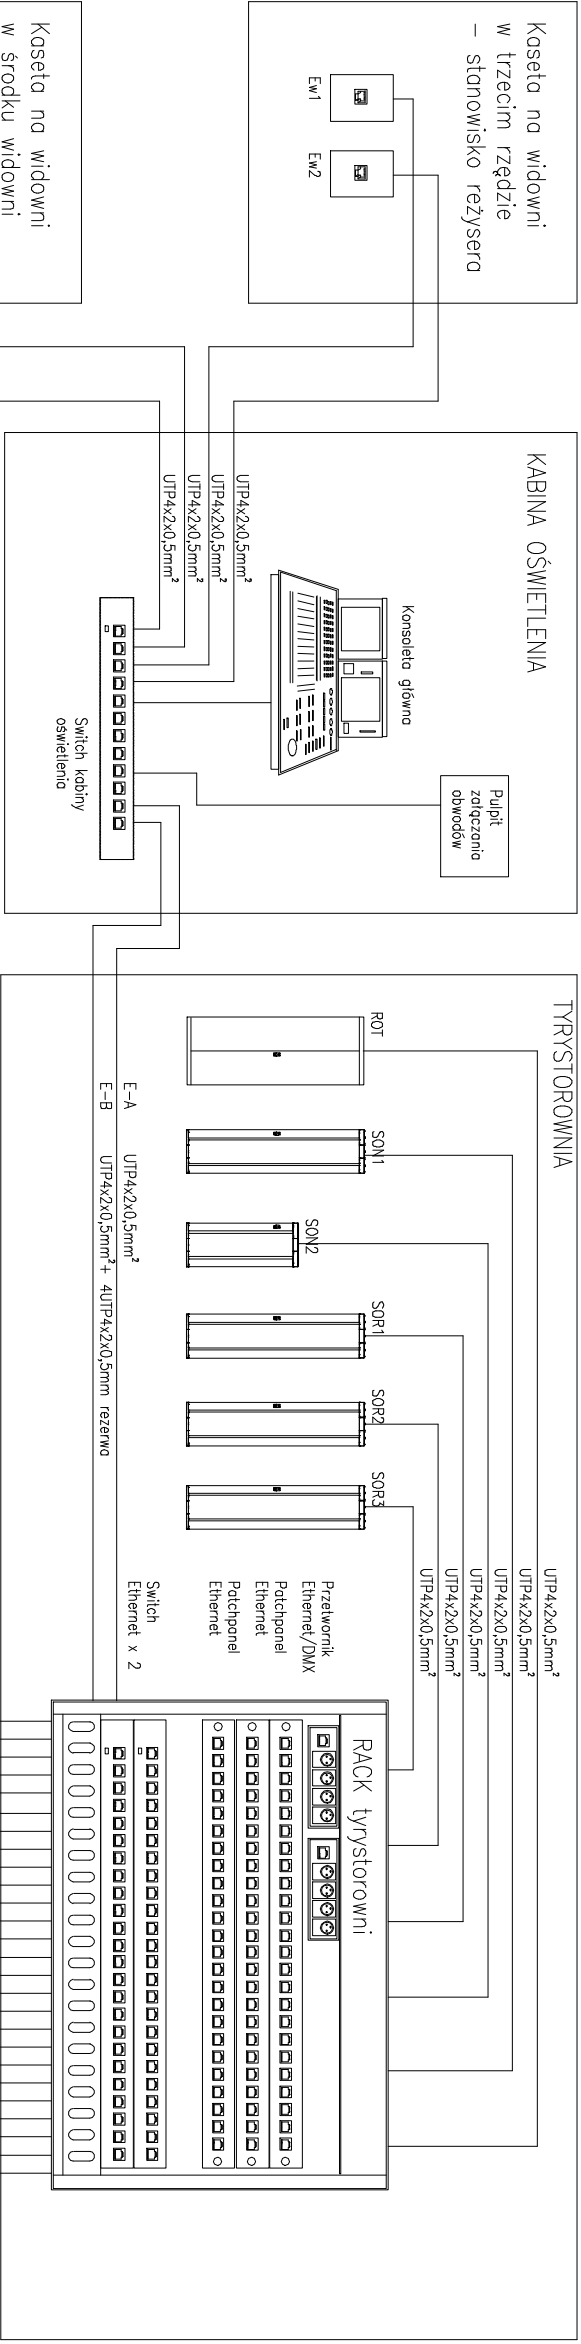 Kaseta na widowni
w trzecim rzędzie
- stanowisko reżysera
Ew1
Ew2
Kaseta na widowni
w środku widowni
KABINA OŚWIETLENIA
UTP4x2x0,5mm²
UTP4x2x0,5mm²
UTP4x2x0,5mm²
UTP4x2x0,5mm²
Konsoleta główna
Pulpit
załączania
obwodów
Switch kabiny
oświetlenia
TYRYSTOROWNIA
ROT
SON1
SON2
SOR1
SOR2
SOR3
E-A UTP4x2x0,5mm²
E-B UTP4x2x0,5mm²+ 4UTP4x2x0,5mm rezerwa
UTP4x2x0,5mm²
UTP4x2x0,5mm²
UTP4x2x0,5mm²
UTP4x2x0,5mm²
UTP4x2x0,5mm²
UTP4x2x0,5mm²
Przetwornik
Ethernet/DMX
Patchpanel
Ethernet
Patchpanel
Ethernet
Switch
Ethernet x 2
RACK tyrystorowni